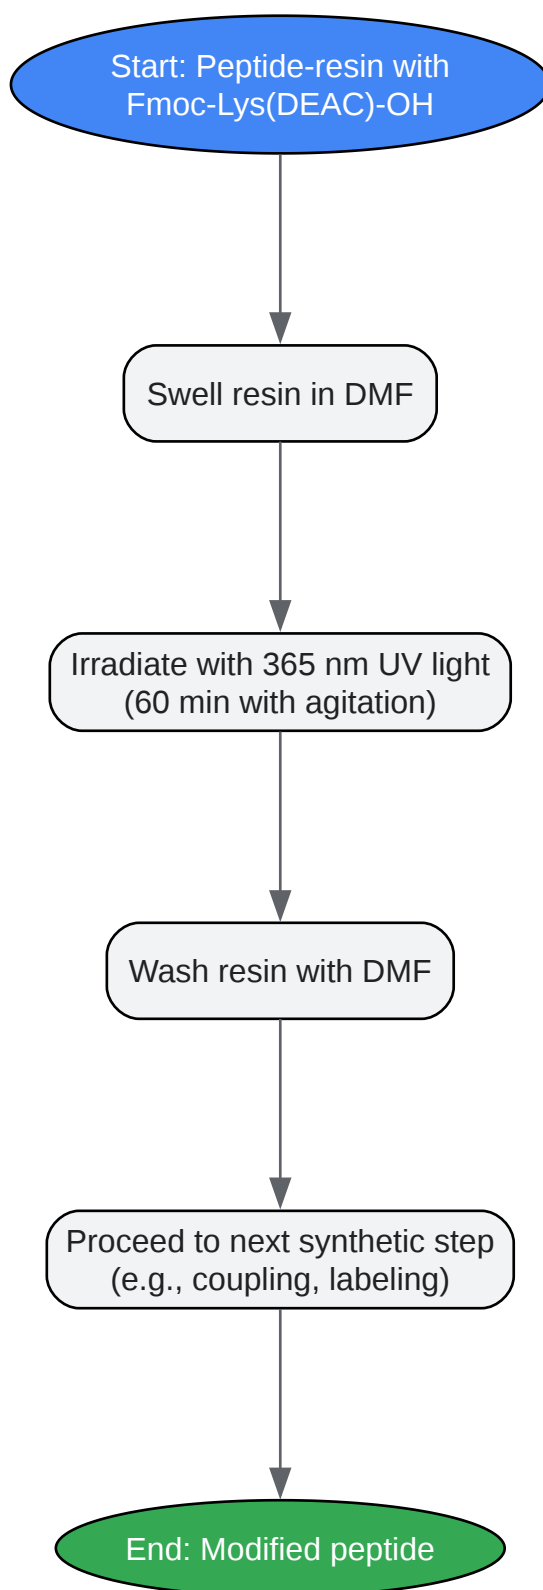 Start: Peptide-resin with
Fmoc-Lys(DEAC)-OH
Swell resin in DMF
Irradiate with 365 nm UV light
(60 min with agitation)
Wash resin with DMF
Proceed to next synthetic step
(e.g., coupling, labeling)
End: Modified peptide